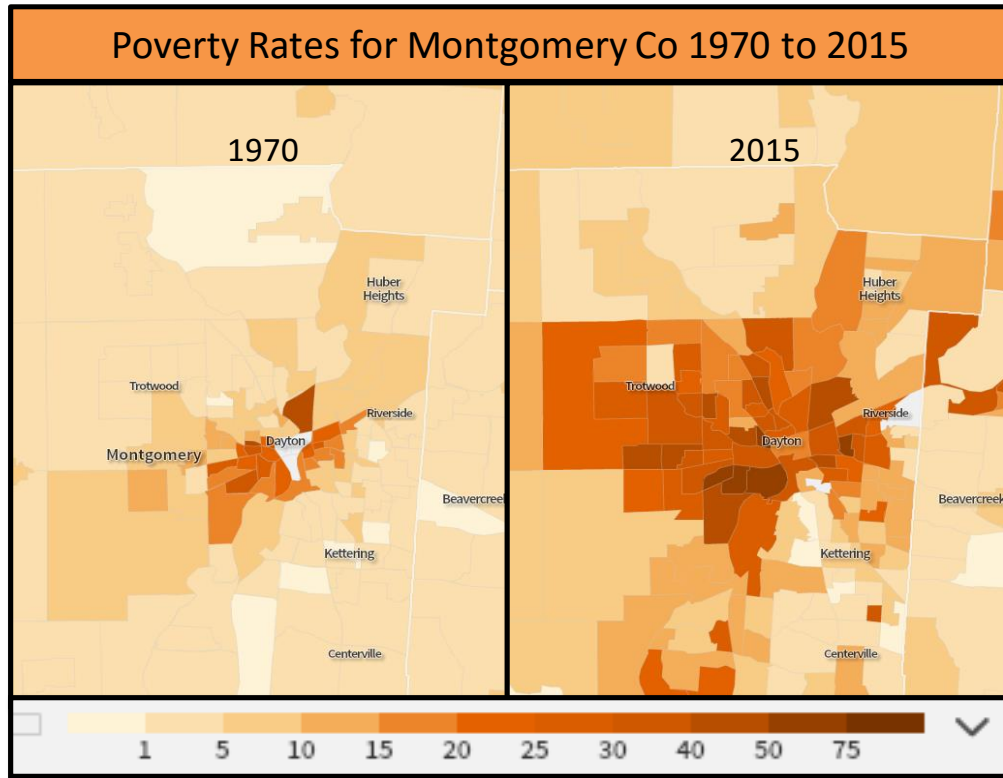 Poverty Rates for Montgomery Co 1970 to 2015
1970
Huber
Heights
Trotwood
Riverside
Dayton
Montgomery
Beavercreek
Kettering
Centerville
2015
Huber
Heights
Trotwood
Riverside
Dayton
Beavercreek
Kettering
Centerville
1 5 10 15 20 25 30 40 50 75